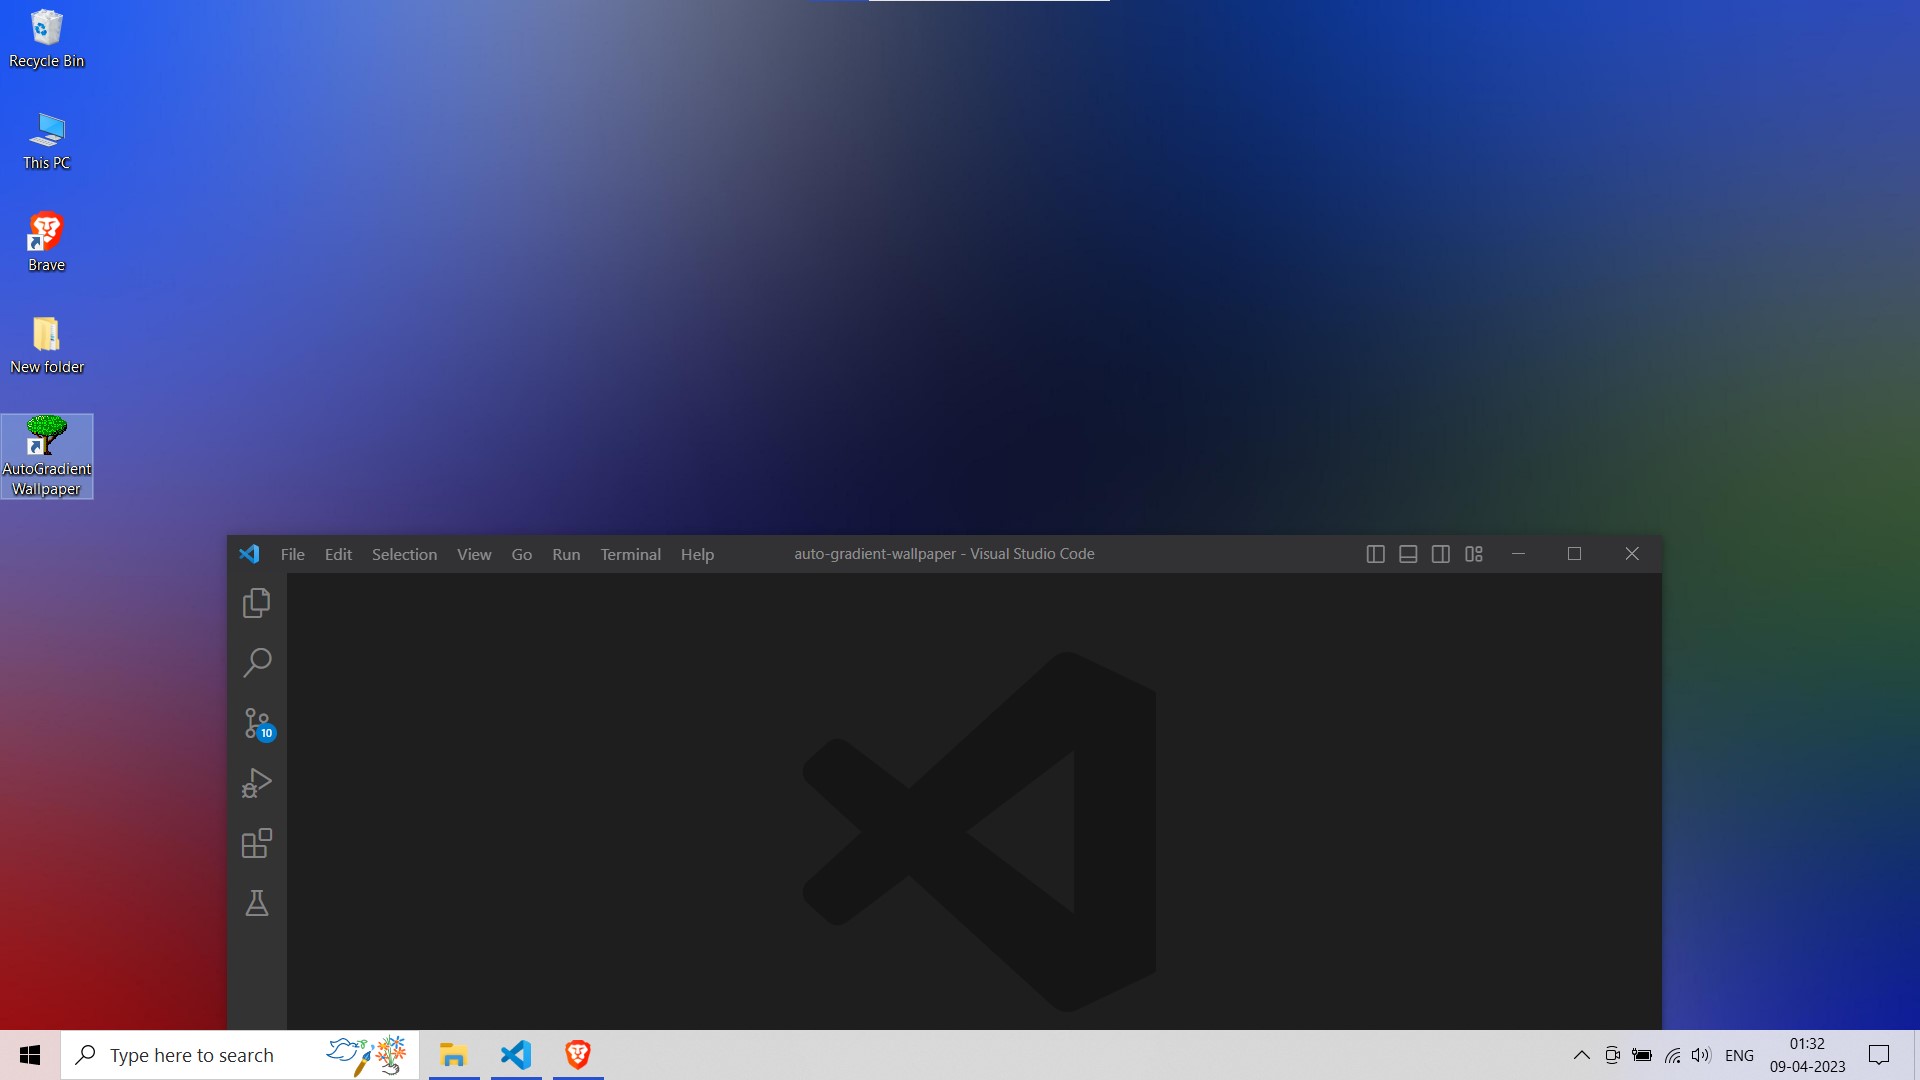 Recycle Bin
This PC
Brave
New folder
AutoGradient
Wallpaper
File Edit Selection View Go Run Terminal Help auto-gradient-wallpaper - Visual Studio Code
10
Type here to search
ENG
01:32
09-04-2023